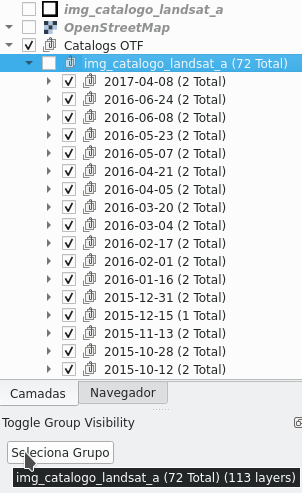 img_catalogo_landsat_a
OpenStreetMap
Catalogs OTF
img_catalogo_landsat_a (72 Total)
2017-04-08 (2 Total)
2016-06-24 (2 Total)
2016-06-08 (2 Total)
2016-05-23 (2 Total)
2016-05-07 (2 Total)
2016-04-21 (2 Total)
2016-04-05 (2 Total)
2016-03-20 (2 Total)
2016-03-04 (2 Total)
2016-02-17 (2 Total)
2016-02-01 (2 Total)
2016-01-16 (2 Total)
2015-12-31 (2 Total)
2015-12-15 (1 Total)
2015-11-13 (2 Total)
2015-10-28 (2 Total)
2015-10-12 (2 Total)
Camadas Navegador
Toggle Group Visibility
Seleciona Grupo
img_catalogo_landsat_a (72 Total) (113 layers)